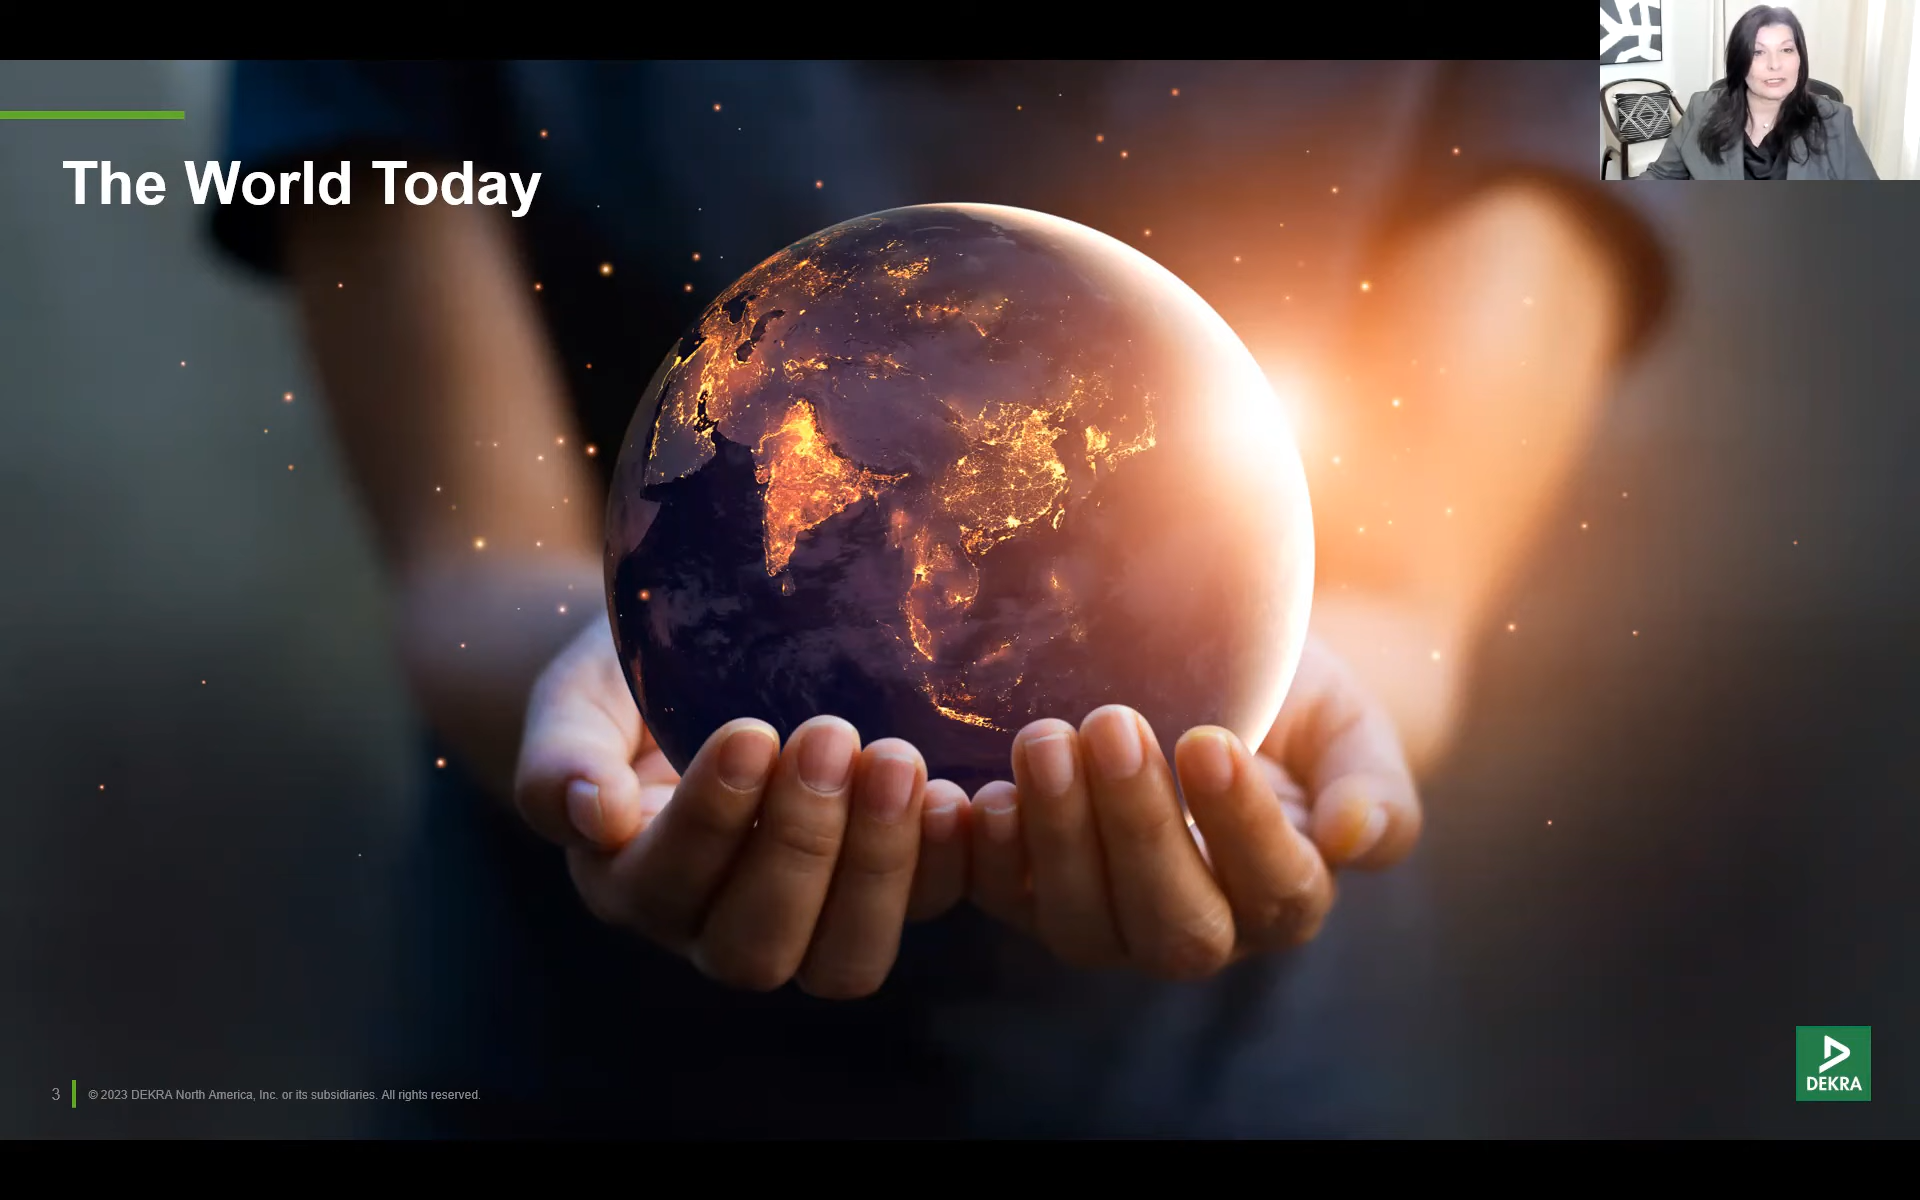 The World Today
3
© 2023 DEKRA North America, Inc. or its subsidiaries. All rights reserved.
DEKRA